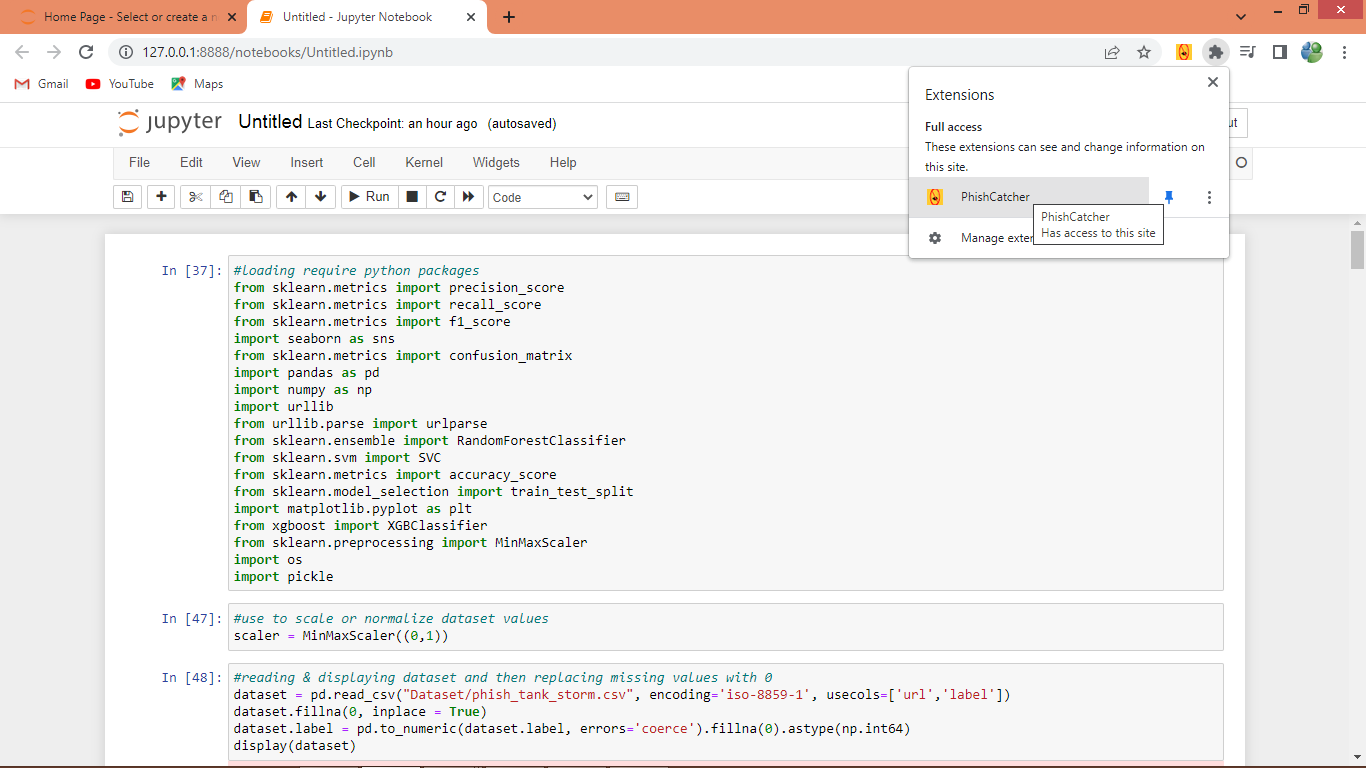 Home Page - Select or create a n
Untitled - Jupyter Notebook
127.0.0.1:8888/notebooks/Untitled.ipynb
Gmail YouTube Maps
Extensions
Full access
These extensions can see and change information on
this site.
PhishCatcher
PhishCatcher
Has access to this site
Manage exter
jupyter Untitled Last Checkpoint: an hour ago (autosaved)
ut
File Edit View Insert Cell Kernel Widgets Help
Run Code
In [37]: #loading require python packages
from sklearn.metrics import precision_score
from sklearn.metrics import recall_score
from sklearn.metrics import f1_score
import seaborn as sns
from sklearn.metrics import confusion_matrix
import pandas as pd
import numpy as np
import urllib
from urllib.parse import urlparse
from sklearn.ensemble import RandomForestClassifier
from sklearn.svm import SVC
from sklearn.metrics import accuracy_score
from sklearn.model_selection import train_test_split
import matplotlib.pyplot as plt
from xgboost import XGBClassifier
from sklearn.preprocessing import MinMaxScaler
import os
import pickle
In [47]: #use to scale or normalize dataset values
scaler = MinMaxScaler((0,1))
In [48]: #reading & displaying dataset and then replacing missing values with 0
dataset = pd.read_csv("Dataset/phish_tank_storm.csv", encoding='iso-8859-1', usecols=['url','label'])
dataset.fillna(0, inplace = True)
dataset.label = pd.to_numeric(dataset.label, errors='coerce').fillna(0).astype(np.int64)
display(dataset)